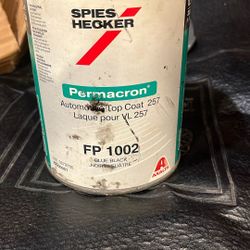 SPIES
HECKER
Permacron®
Automotive Top Coat 257
Laque pour VL 257
FP 1002
BLUE BLACK